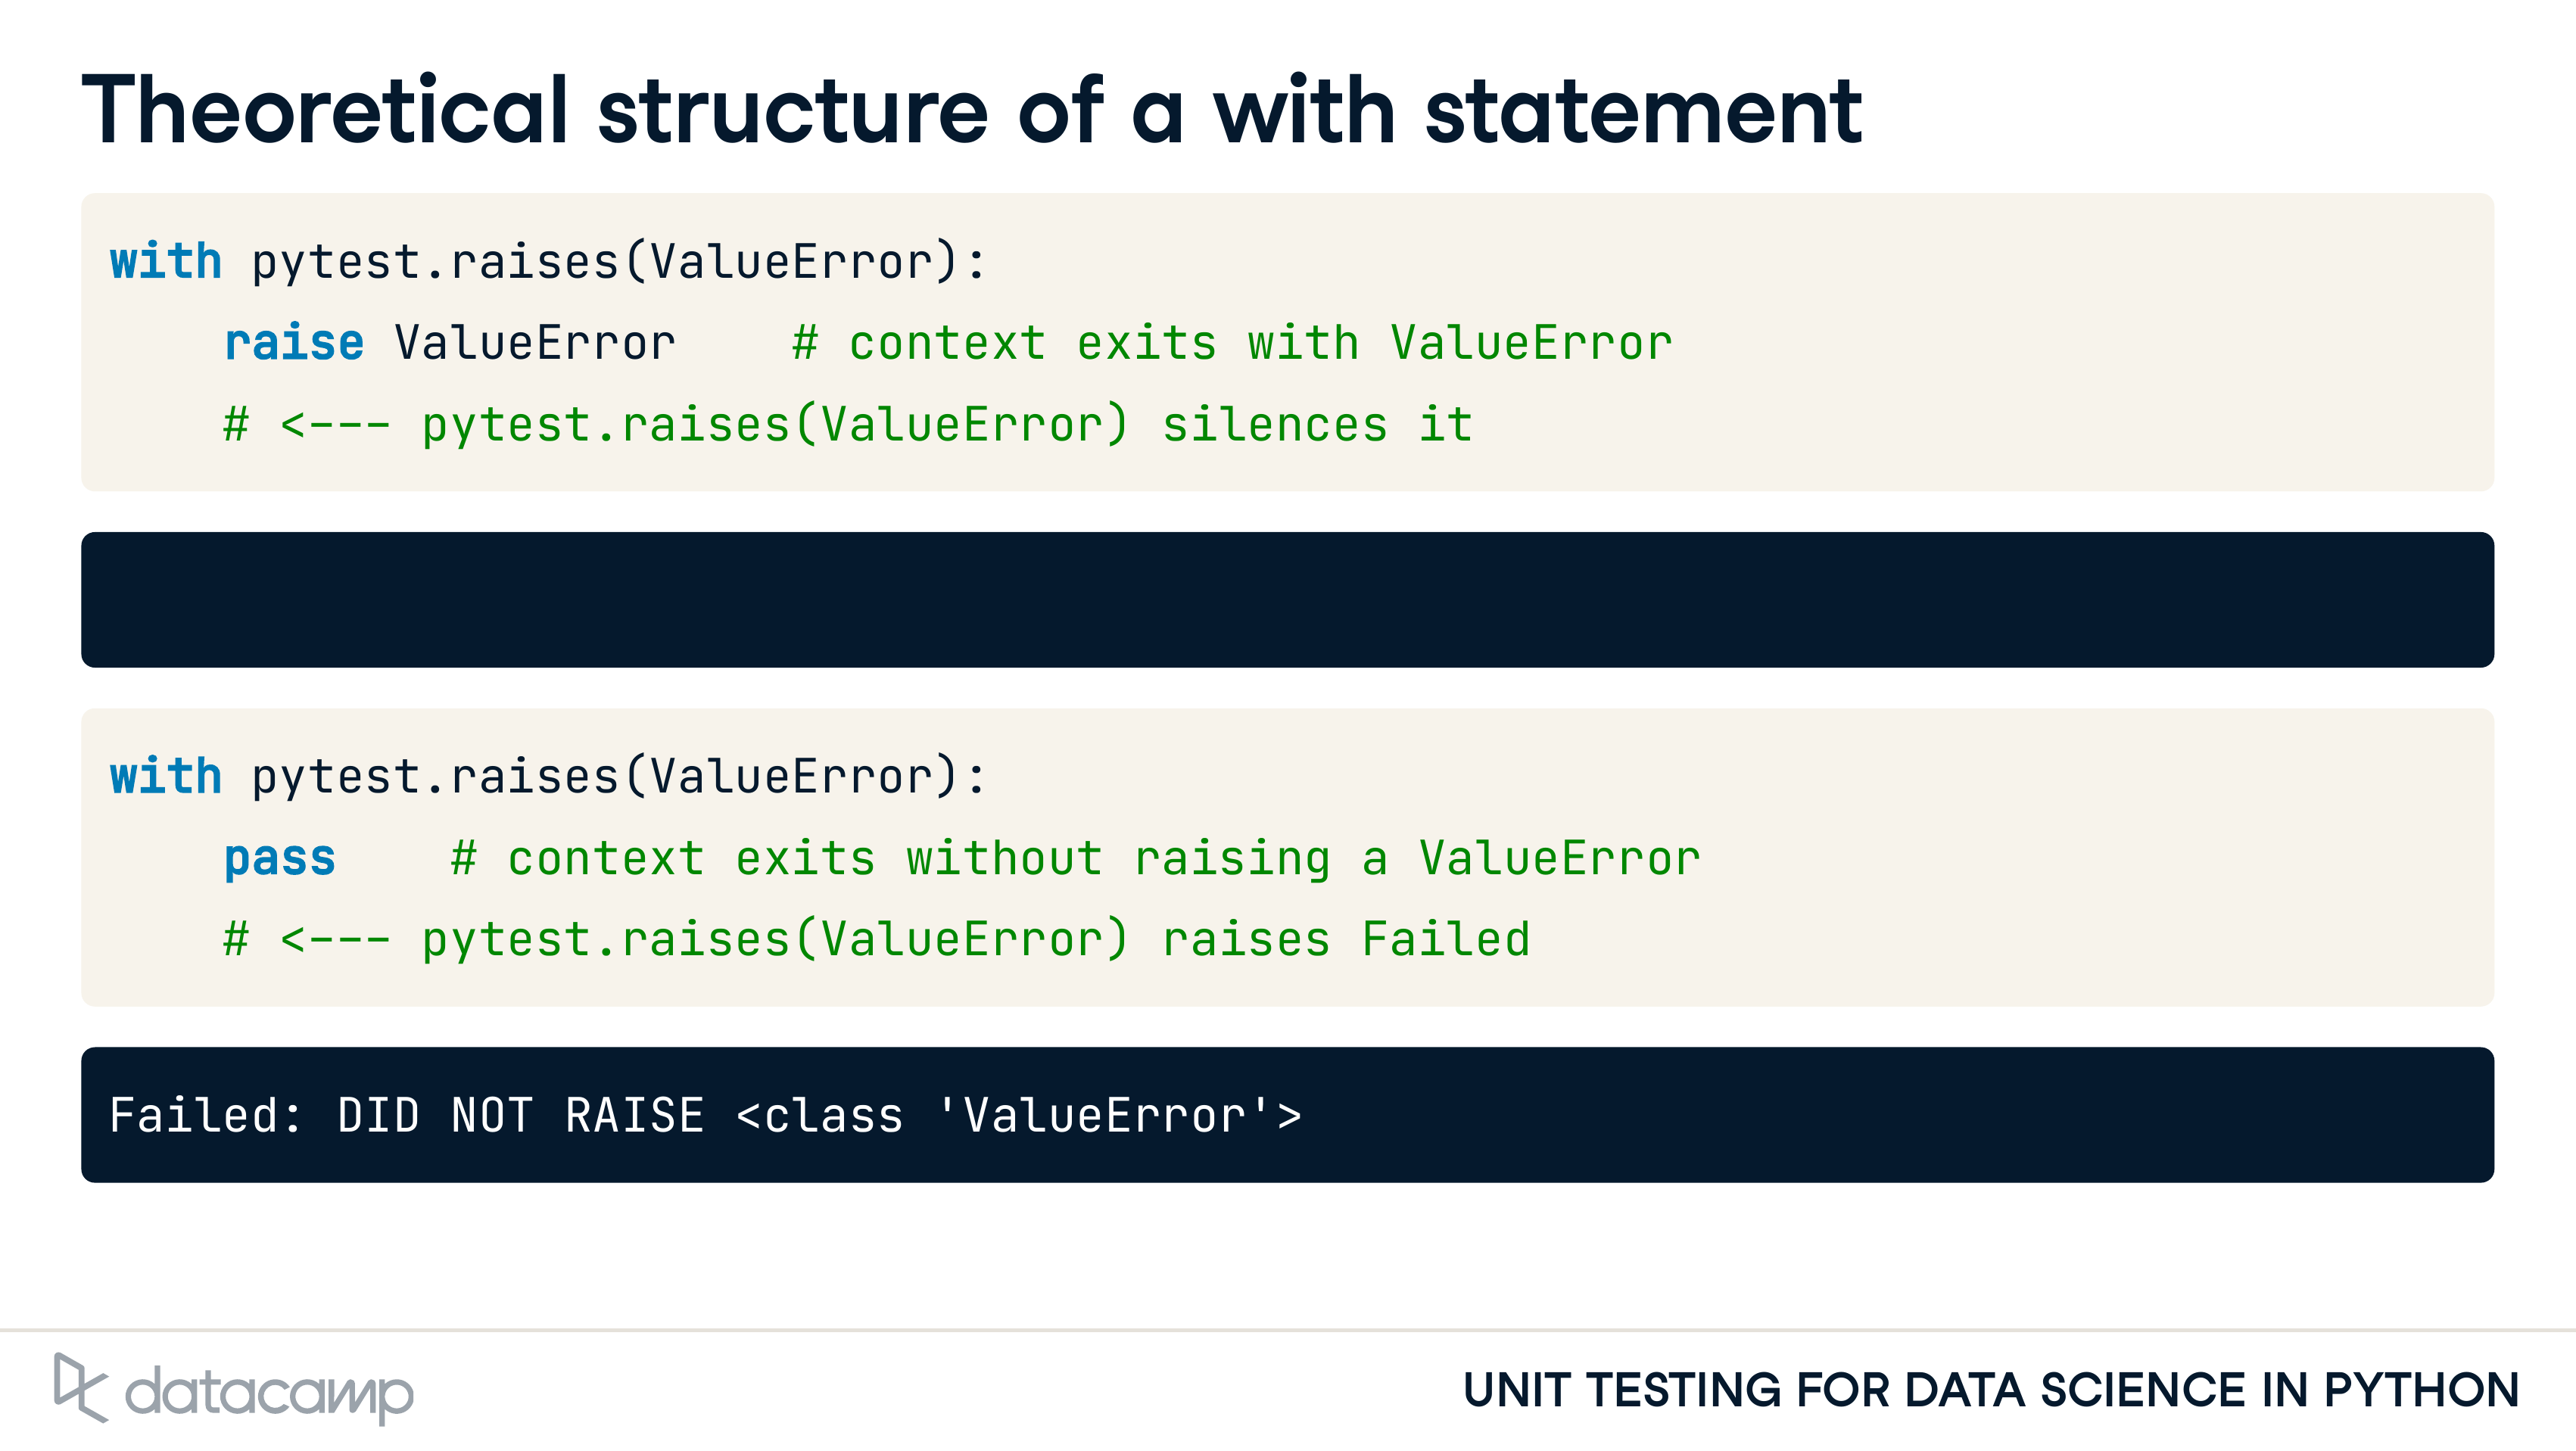 Theoretical structure of a with statement
with pytest.raises(ValueError):
    raise ValueError    # context exits with ValueError
    # <--- pytest.raises(ValueError) silences it
with pytest.raises(ValueError):
    pass    # context exits without raising a ValueError
    # <--- pytest.raises(ValueError) raises Failed
Failed: DID NOT RAISE <class 'ValueError'>
datacamp
UNIT TESTING FOR DATA SCIENCE IN PYTHON